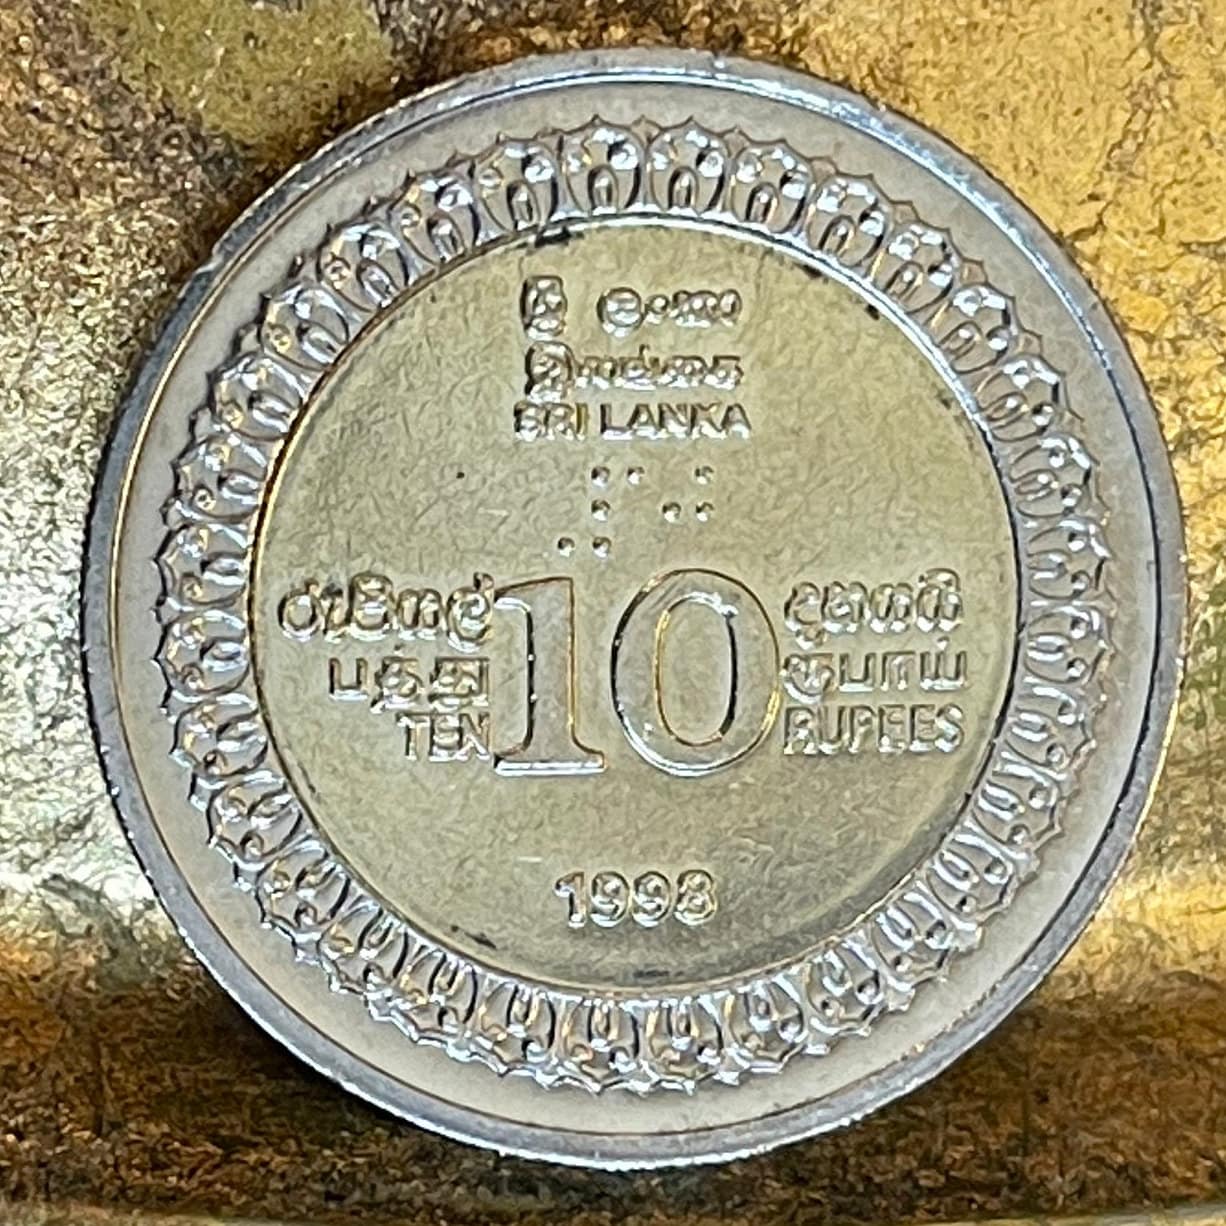 ශ්‍රී ලංකා
இலங்கை
SRI LANKA
රුපියල් 10 දහයයි
பத்து ரூபாய்
TEN RUPEES
1998